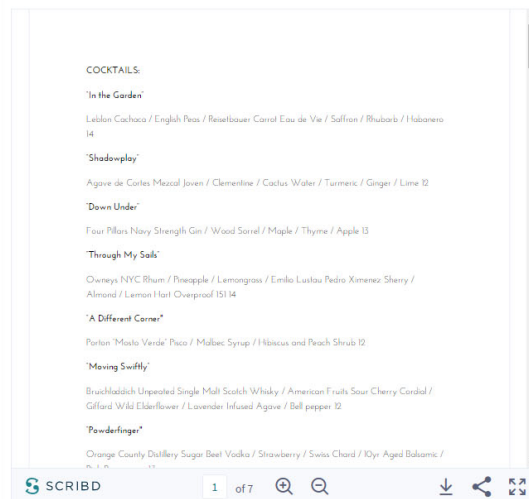 COCKTAILS:
"In the Garden"
Leblon Cachaca / English Peas / Reisetbauer Carrot Eau de Vie / Saffron / Rhubarb / Habanero
14
"Shadowplay"
Agave de Cortes Mezcal Joven / Clementine / Cactus Water / Turmeric / Ginger / Lime 12
"Down Under"
Four Pillars Navy Strength Gin / Wood Sorrel / Maple / Thyme / Apple 13
"Through My Sails"
Owneys NYC Rhum / Pineapple / Lemongrass / Emilio Lustau Pedro Ximenez Sherry /
Almond / Lemon Hart Overproof 151 14
"A Different Corner"
Porton "Mosto Verde" Pisco / Malbec Syrup / Hibiscus and Peach Shrub 12
"Moving Swiftly"
Bruichladdich Unpeated Single Malt Scotch Whisky / American Fruits Sour Cherry Cordial /
Giffard Wild Elderflower / Lavender Infused Agave / Bell pepper 12
"Powderfinger"
Orange County Distillery Sugar Beet Vodka / Strawberry / Swiss Chard / 10yr Aged Balsamic /
SCRIBD
1 of 7